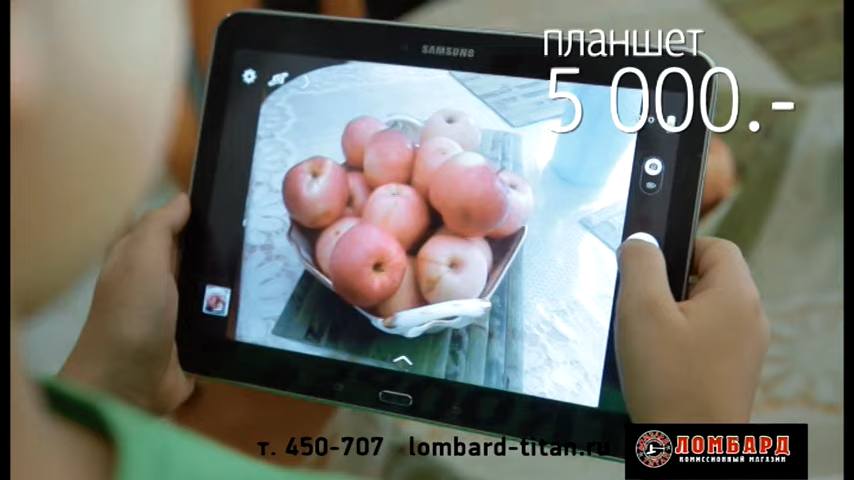 SAMSUNG
планшет
5 000.-
т. 450-707 lombard-titan.ru
ЛОМБАРД
КОМИССИОННЫЙ МАГАЗИН